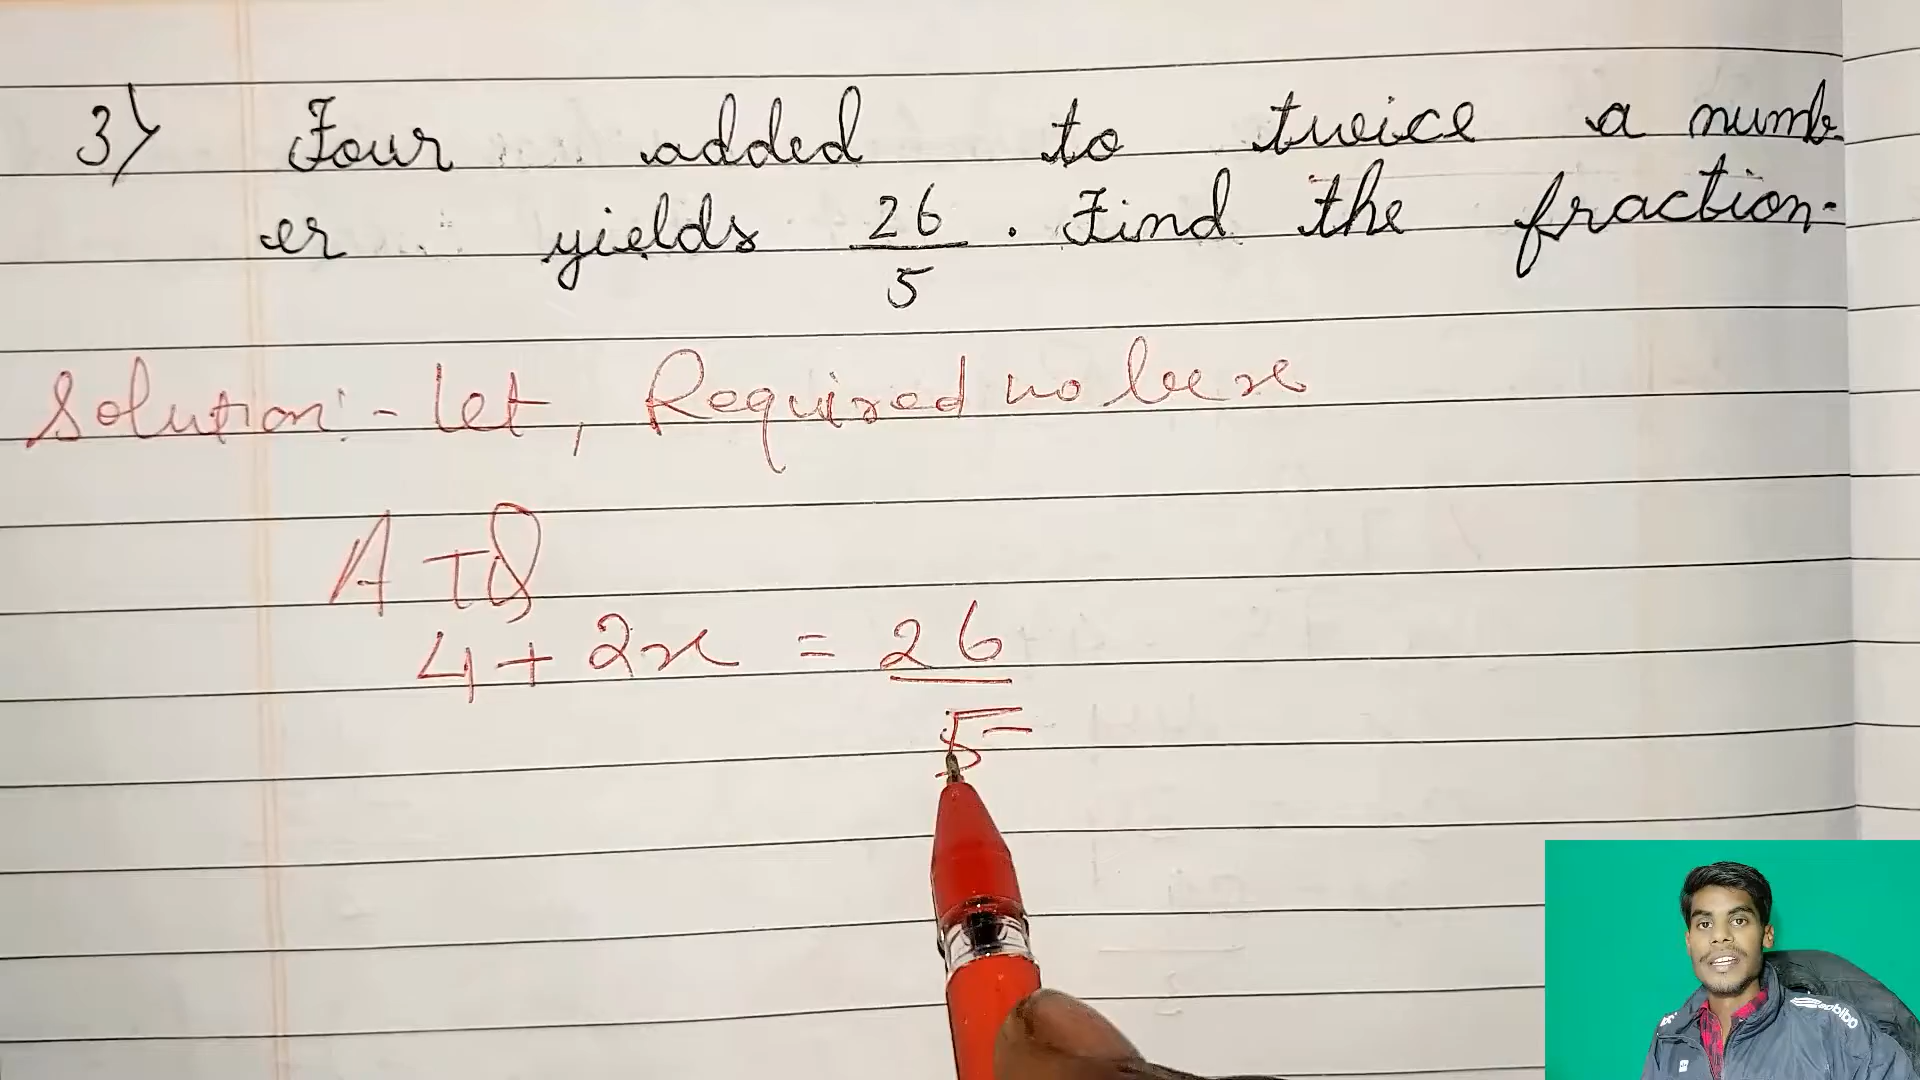 3) Four added to twice a numb-
er yields 26/5 . Find the fraction-
Solution:- Let, Required no be x
ATQ
4 + 2x = 26/5